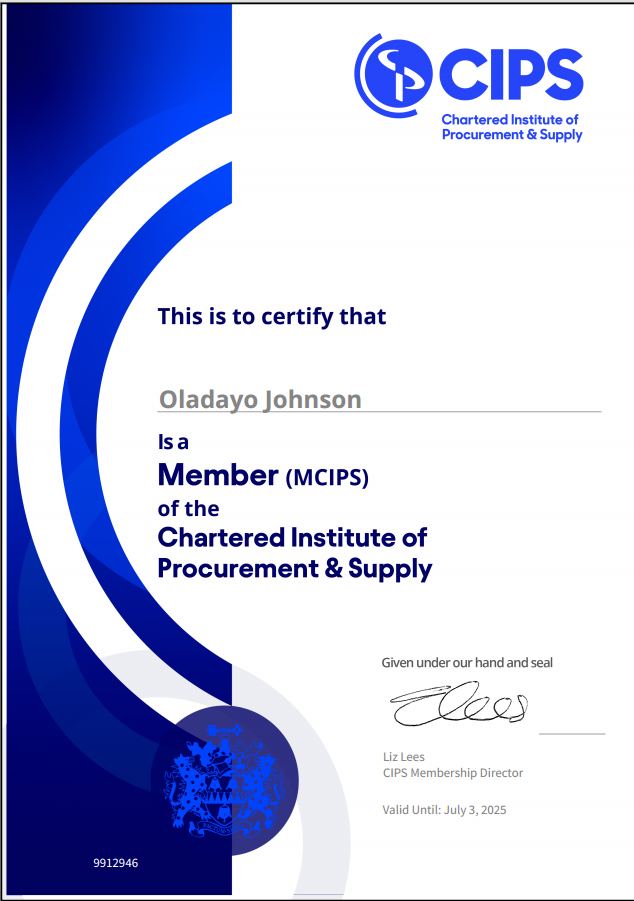 CIPS
Chartered Institute of
Procurement & Supply
This is to certify that
Oladayo Johnson
Is a
Member (MCIPS)
of the
Chartered Institute of
Procurement & Supply
Given under our hand and seal
Liz Lees
CIPS Membership Director
Valid Until: July 3, 2025
9912946